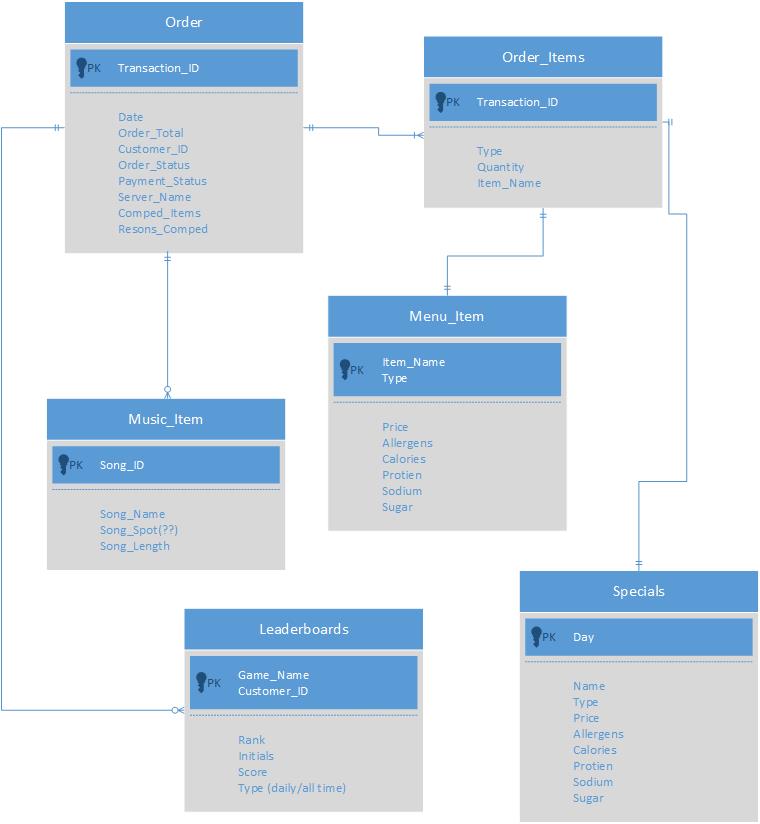 Order
PK
Transaction_ID
Date
Order_Total
Customer_ID
Order_Status
Payment_Status
Server_Name
Comped_Items
Resons_Comped
Order_Items
PK
Transaction_ID
Type
Quantity
Item_Name
Menu_Item
PK
Item_Name
Type
Price
Allergens
Calories
Protien
Sodium
Sugar
Music_Item
PK
Song_ID
Song_Name
Song_Spot(??)
Song_Length
Leaderboards
PK
Game_Name
Customer_ID
Rank
Initials
Score
Type (daily/all time)
Specials
PK
Day
Name
Type
Price
Allergens
Calories
Protien
Sodium
Sugar